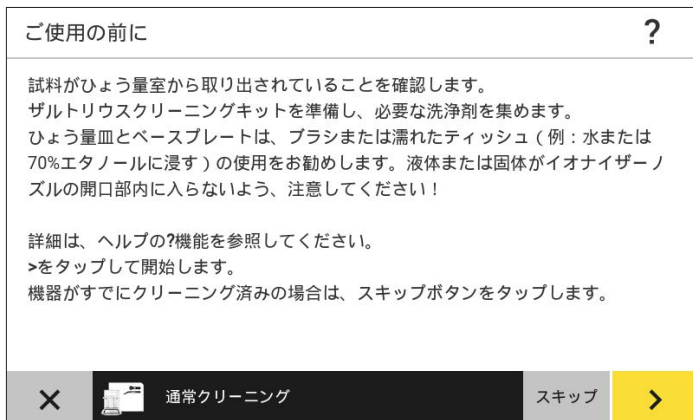 ご使用の前に
?
試料がひょう量室から取り出されていることを確認します。
ザルトリウスクリーニングキットを準備し、必要な洗浄剤を集めます。
ひょう量皿とベースプレートは、ブラシまたは濡れたティッシュ（例：水または
70%エタノールに浸す）の使用をお勧めします。液体または固体がイオナイザーノ
ズルの開口部内に入らないよう、注意してください！
詳細は、ヘルプの?機能を参照してください。
>をタップして開始します。
機器がすでにクリーニング済みの場合は、スキップボタンをタップします。
通常クリーニング
スキップ